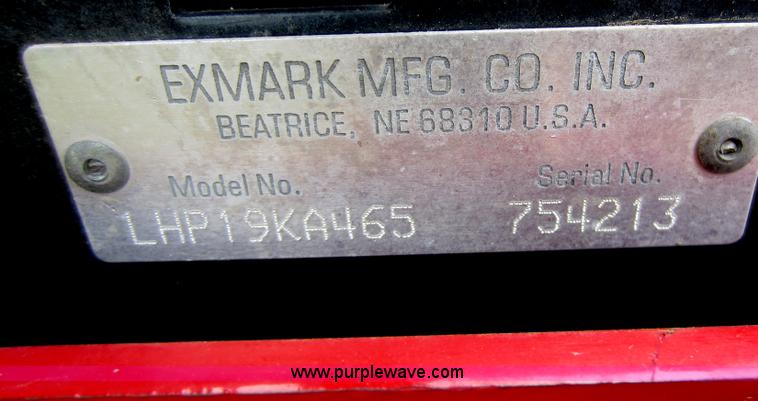 EXMARK MFG. CO. INC.
BEATRICE, NE 68310 U.S.A.
Model No. Serial No.
LHP19KA465 754213
www.purplewave.com